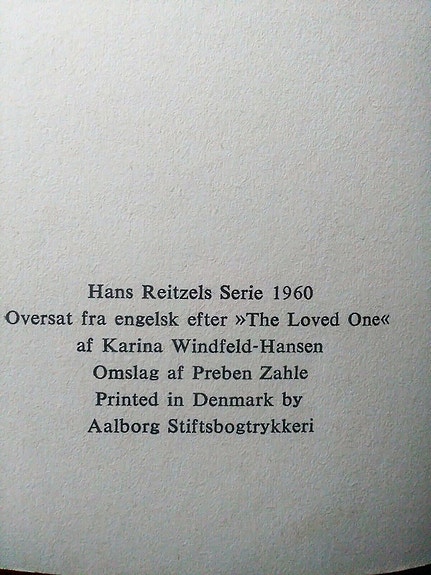 Hans Reitzels Serie 1960
Oversat fra engelsk efter »The Loved One«
af Karina Windfeld-Hansen
Omslag af Preben Zahle
Printed in Denmark by
Aalborg Stiftsbogtrykkeri